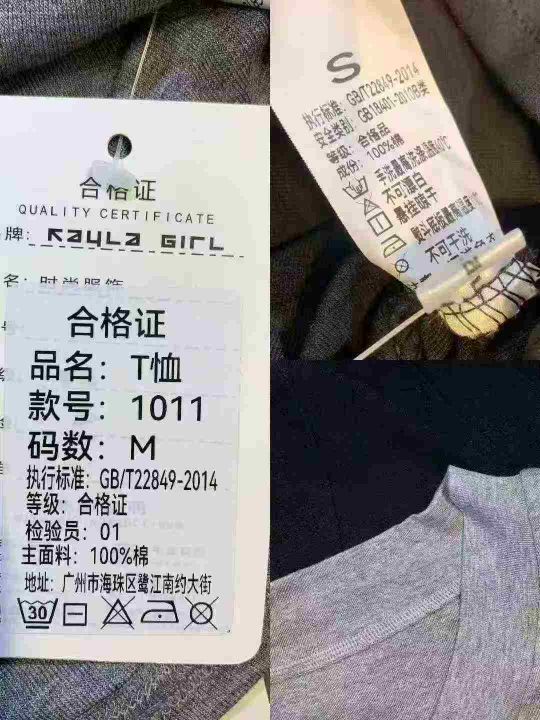 合格证
QUALITY CERTIFICATE
牌: KAYLA GIRL
名: 时尚服饰
合格证
品名: T恤
款号: 1011
码数: M
执行标准: GB/T22849-2014
等级: 合格证
检验员: 01
主面料: 100%棉
地址: 广州市海珠区鹭江南约大街
30
S
执行标准: GB/T22849-2014
安全类别: GB18401-2010B类
等级: 合格品
成份: 100%棉
不可漂白
悬挂晾干
不可干洗